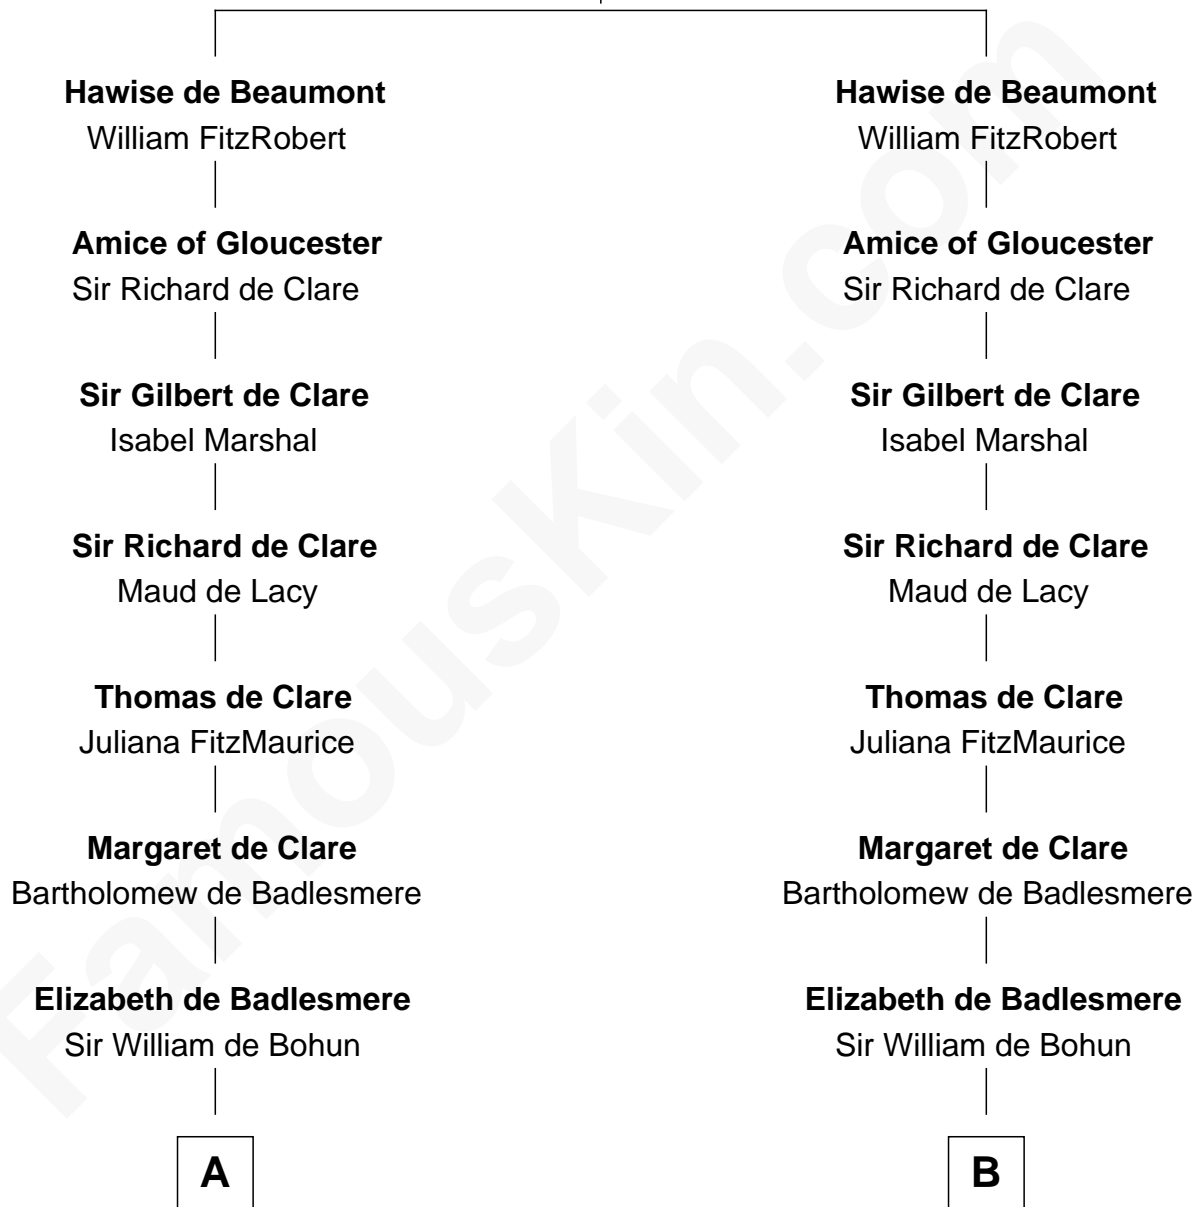 Hawise de Beaumont
William FitzRobert
Amice of Gloucester
Sir Richard de Clare
Sir Gilbert de Clare
Isabel Marshal
Sir Richard de Clare
Maud de Lacy
Thomas de Clare
Juliana FitzMaurice
Margaret de Clare
Bartholomew de Badlesmere
Elizabeth de Badlesmere
Sir William de Bohun
A
Hawise de Beaumont
William FitzRobert
Amice of Gloucester
Sir Richard de Clare
Sir Gilbert de Clare
Isabel Marshal
Sir Richard de Clare
Maud de Lacy
Thomas de Clare
Juliana FitzMaurice
Margaret de Clare
Bartholomew de Badlesmere
Elizabeth de Badlesmere
Sir William de Bohun
B
FamousKin.com